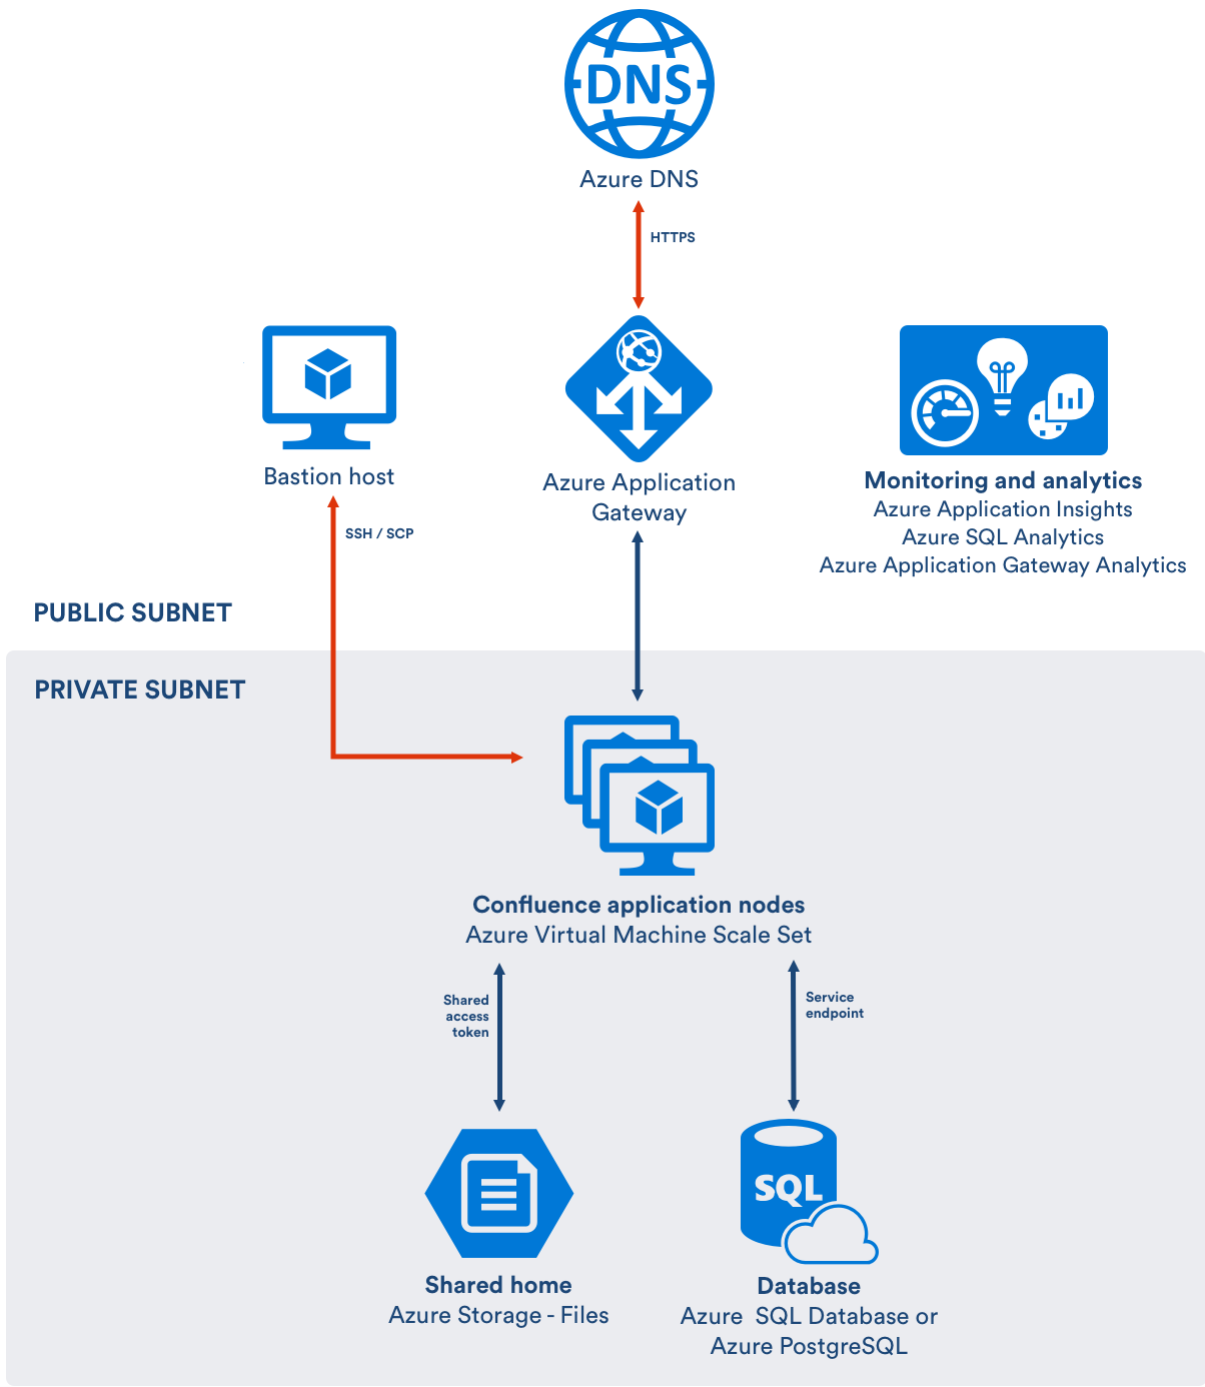 DNS
Azure DNS
HTTPS
Bastion host
SSH / SCP
Azure Application
Gateway
Monitoring and analytics
Azure Application Insights
Azure SQL Analytics
Azure Application Gateway Analytics
PUBLIC SUBNET
PRIVATE SUBNET
Confluence application nodes
Azure Virtual Machine Scale Set
Shared
access
token
Service
endpoint
Shared home
Azure Storage - Files
SQL
Database
Azure SQL Database or
Azure PostgreSQL